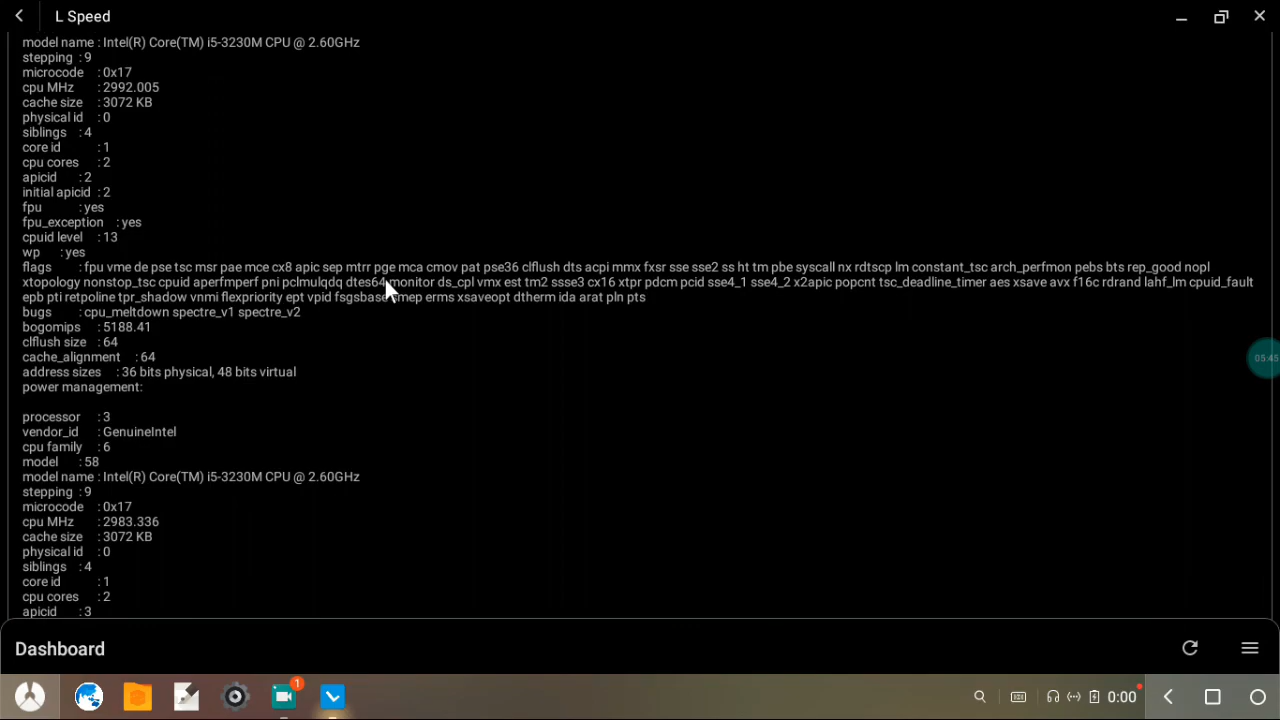 L Speed
model name : Intel(R) Core(TM) i5-3230M CPU @ 2.60GHz
stepping : 9
microcode : 0x17
cpu MHz : 2992.005
cache size : 3072 KB
physical id : 0
siblings : 4
core id : 1
cpu cores : 2
apicid : 2
initial apicid : 2
fpu : yes
fpu_exception : yes
cpuid level : 13
wp : yes
flags : fpu vme de pse tsc msr pae mce cx8 apic sep mtrr pge mca cmov pat pse36 clflush dts acpi mmx fxsr sse sse2 ss ht tm pbe syscall nx rdtscp lm constant_tsc arch_perfmon pebs bts rep_good nopl
xtopology nonstop_tsc cpuid aperfmperf pni pclmulqdq dtes64 monitor ds_cpl vmx est tm2 ssse3 cx16 xtpr pdcm pcid sse4_1 sse4_2 x2apic popcnt tsc_deadline_timer aes xsave avx f16c rdrand lahf_lm cpuid_fault
epb pti retpoline tpr_shadow vnmi flexpriority ept vpid fsgsbase smep erms xsaveopt dtherm ida arat pln pts
bugs : cpu_meltdown spectre_v1 spectre_v2
bogomips : 5188.41
clflush size : 64
cache_alignment : 64
address sizes : 36 bits physical, 48 bits virtual
power management:
processor : 3
vendor_id : GenuineIntel
cpu family : 6
model : 58
model name : Intel(R) Core(TM) i5-3230M CPU @ 2.60GHz
stepping : 9
microcode : 0x17
cpu MHz : 2983.336
cache size : 3072 KB
physical id : 0
siblings : 4
core id : 1
cpu cores : 2
apicid : 3
05:45
Dashboard
1
0:00